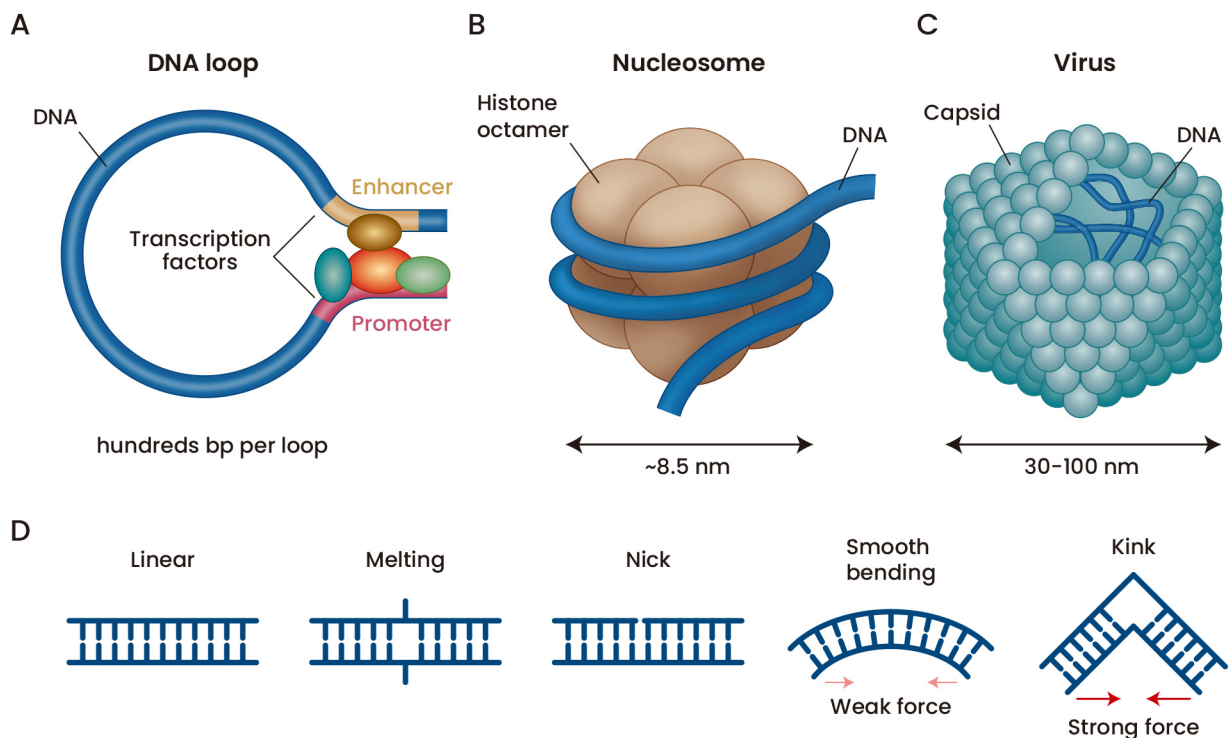 A
DNA loop
DNA
Enhancer
Transcription
factors
Promoter
hundreds bp per loop
B
Nucleosome
Histone
octamer
DNA
~8.5 nm
C
Virus
Capsid
DNA
30-100 nm
D
Linear
Melting
Nick
Smooth
bending
Weak force
Kink
Strong force